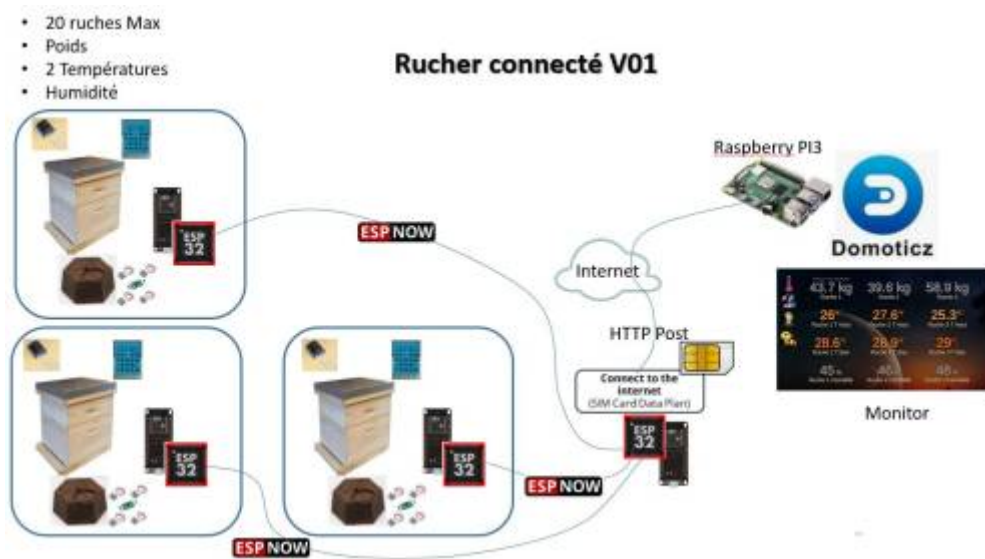 20 ruches Max
Poids
2 Températures
Humidité
Rucher connecté V01
Raspberry PI3
Domoticz
ESP NOW
ESP 32
Internet
HTTP Post
Connect to the
internet
(SIM Card Data Plan)
43.7 kg 39.6 kg 58.9 kg
26° 27.6° 25.3°
28.6° 28.9° 29°
45 46 46
Monitor
ESP 32
ESP 32
ESP 32
ESP NOW
ESP NOW